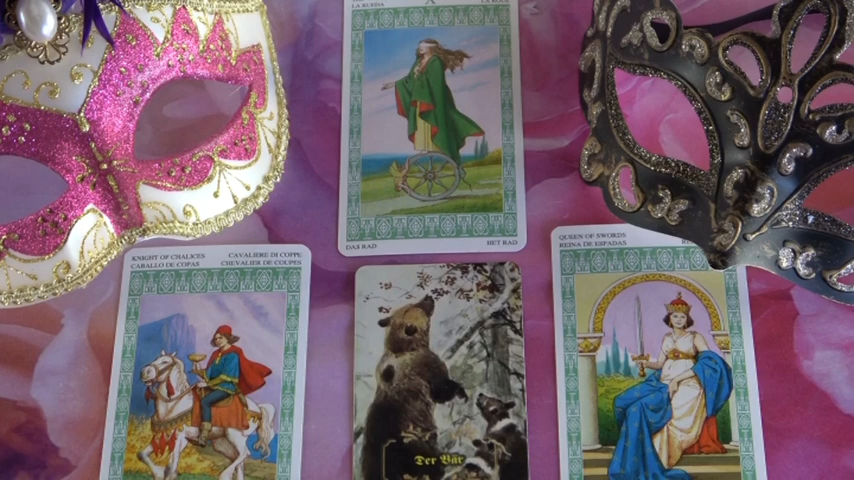 LA RUEDA
X
DAS RAD
HET RAD
KNIGHT OF CHALICES
CABALLO DE COPAS
CAVALIERE DI COPPE
CHEVALIER DE COUPES
QUEEN OF SWORDS
REINA DE ESPADAS
Der Bär